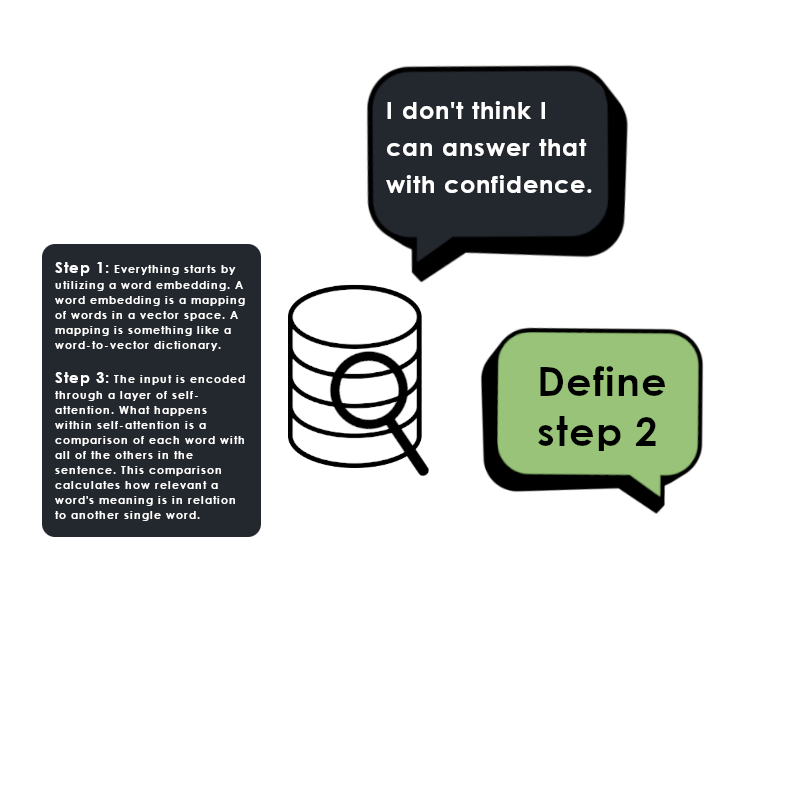 I don't think I
can answer that
with confidence.
Step 1: Everything starts by
utilizing a word embedding. A
word embedding is a mapping
of words in a vector space. A
mapping is something like a
word-to-vector dictionary.
Step 3: The input is encoded
through a layer of self-
attention. What happens
within self-attention is a
comparison of each word with
all of the others in the
sentence. This comparison
calculates how relevant a
word's meaning is in relation
to another single word.
Define
step 2